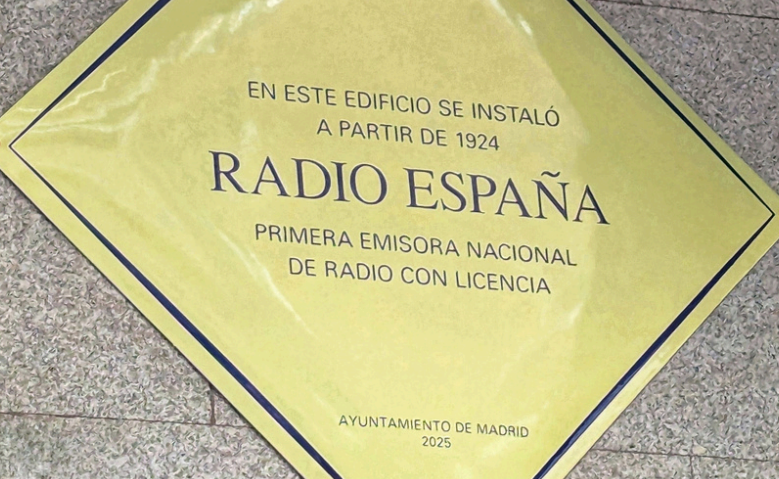 EN ESTE EDIFICIO SE INSTALÓ
A PARTIR DE 1924
RADIO ESPAÑA
PRIMERA EMISORA NACIONAL
DE RADIO CON LICENCIA
AYUNTAMIENTO DE MADRID
2025